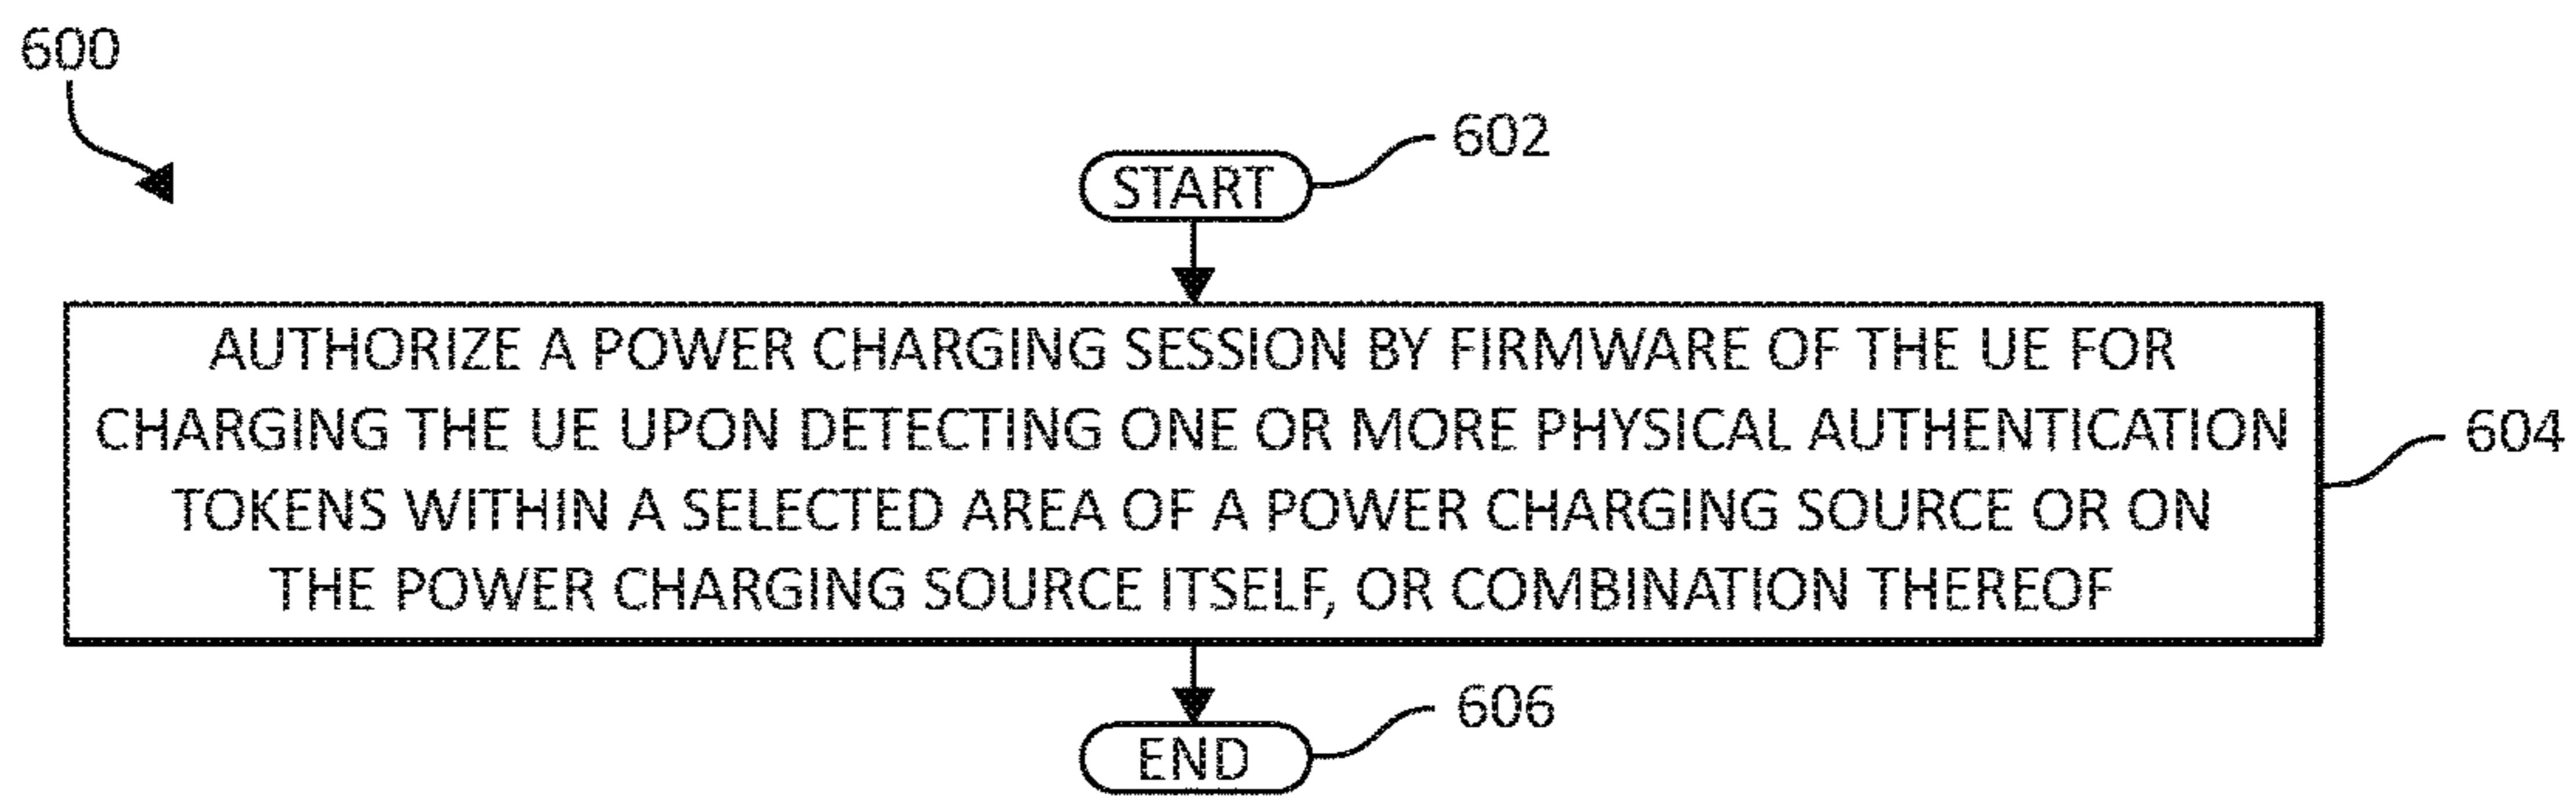 600
602
START
AUTHORIZE A POWER CHARGING SESSION BY FIRMWARE OF THE UE FOR
CHARGING THE UE UPON DETECTING ONE OR MORE PHYSICAL AUTHENTICATION
TOKENS WITHIN A SELECTED AREA OF A POWER CHARGING SOURCE OR ON
THE POWER CHARGING SOURCE ITSELF, OR COMBINATION THEREOF
604
606
END